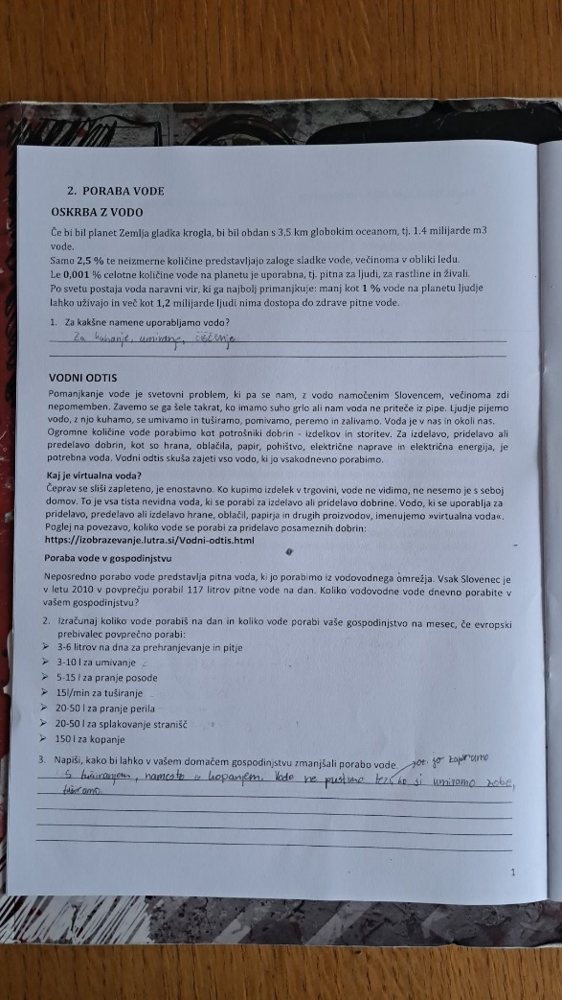 2. PORABA VODE
OSKRBA Z VODO
Če bi bil planet Zemlja gladka krogla, bi bil obdan s 3,5 km globokim oceanom, tj. 1.4 milijarde m3
vode.
Samo 2,5 % te neizmerne količine predstavljajo zaloge sladke vode, večinoma v obliki ledu.
Le 0,001 % celotne količine vode na planetu je uporabna, tj. pitna za ljudi, za rastline in živali.
Po svetu postaja voda naravni vir, ki ga najbolj primanjkuje: manj kot 1 % vode na planetu ljudje
lahko uživajo in več kot 1,2 milijarde ljudi nima dostopa do zdrave pitne vode.
1. Za kakšne namene uporabljamo vodo?
Za kuhanje, umivanje, čiščenje
VODNI ODTIS
Pomanjkanje vode je svetovni problem, ki pa se nam, z vodo namočenim Slovencem, večinoma zdi
nepomemben. Zavemo se ga šele takrat, ko imamo suho grlo ali nam voda ne priteče iz pipe. Ljudje pijemo
vodo, z njo kuhamo, se umivamo in tuširamo, pomivamo, peremo in zalivamo. Voda je v nas in okoli nas.
Ogromne količine vode porabimo kot potrošniki dobrin - izdelkov in storitev. Za izdelavo, pridelavo ali
predelavo dobrin, kot so hrana, oblačila, papir, pohištvo, električne naprave in električna energija, je
potrebna voda. Vodni odtis skuša zajeti vso vodo, ki jo vsakodnevno porabimo.
Kaj je virtualna voda?
Čeprav se sliši zapleteno, je enostavno. Ko kupimo izdelek v trgovini, vode ne vidimo, ne nesemo je s seboj
domov. To je vsa tista nevidna voda, ki se porabi za izdelavo ali pridelavo dobrine. Vodo, ki se uporablja za
pridelavo, predelavo ali izdelavo hrane, oblačil, papirja in drugih proizvodov, imenujemo »virtualna voda«.
Poglej na povezavo, koliko vode se porabi za pridelavo posameznih dobrin:
https://izobrazevanje.lutra.si/Vodni-odtis.html
Poraba vode v gospodinjstvu
Neposredno porabo vode predstavlja pitna voda, ki jo porabimo iz vodovodnega omrežja. Vsak Slovenec je
v letu 2010 v povprečju porabil 117 litrov pitne vode na dan. Koliko vodovodne vode dnevno porabite v
vašem gospodinjstvu?
2. Izračunaj koliko vode porabiš na dan in koliko vode porabi vaše gospodinjstvo na mesec, če evropski
prebivalec povprečno porabi:
➢ 3-6 litrov na dna za prehranjevanje in pitje
➢ 3-10 l za umivanje
➢ 5-15 l za pranje posode
➢ 15l/min za tuširanje
➢ 20-50 l za pranje perila
➢ 20-50 l za splakovanje stranišč
➢ 150 l za kopanje
3. Napiši, kako bi lahko v vašem domačem gospodinjstvu zmanjšali porabo vode. jo zapiramo
S tuširanjem, namesto s kopanjem. Vode ne pustimo teči, ko si umivamo zobe,
tuširamo.
1